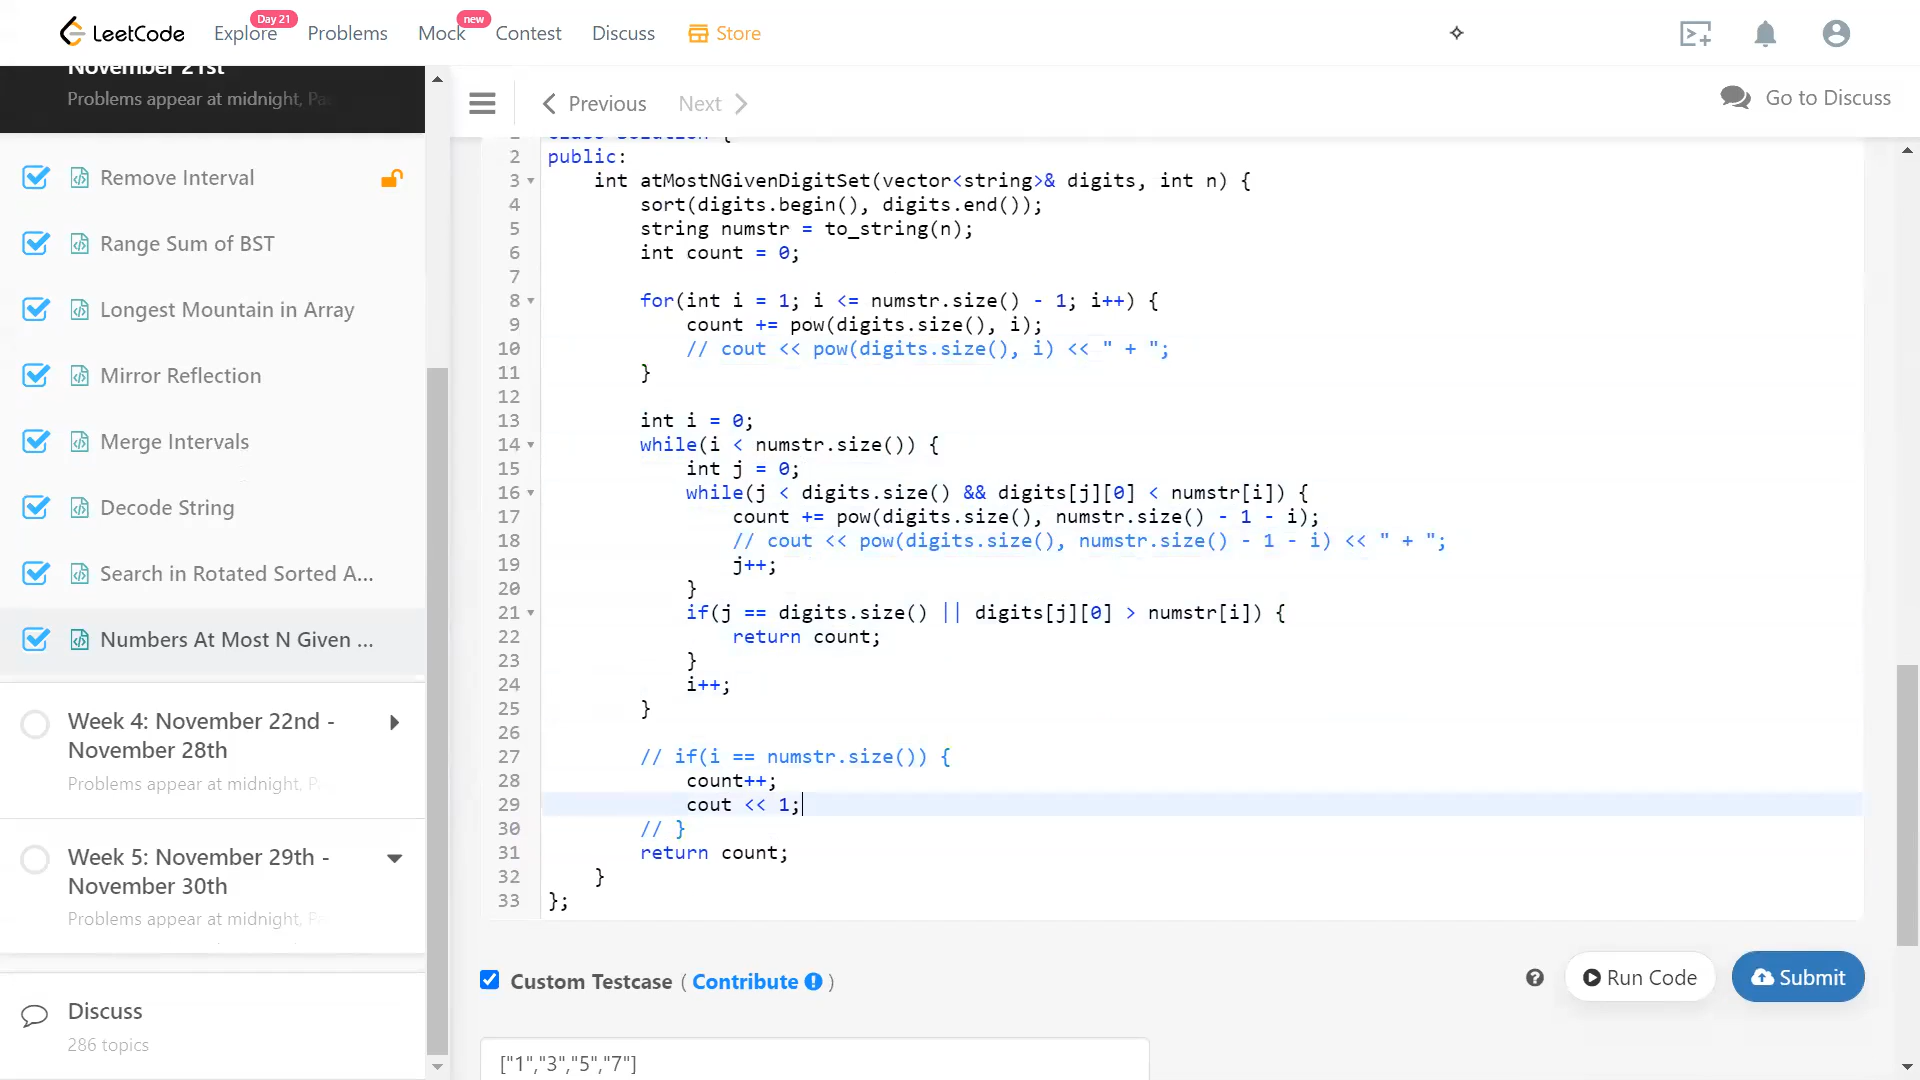 LeetCode
Explore
Day 21
Problems
Mock
new
Contest
Discuss
Store
November 21st
Problems appear at midnight,
Remove Interval
Range Sum of BST
Longest Mountain in Array
Mirror Reflection
Merge Intervals
Decode String
Search in Rotated Sorted A...
Numbers At Most N Given ...
Week 4: November 22nd -
November 28th
Problems appear at midnight,
Week 5: November 29th -
November 30th
Problems appear at midnight,
Discuss
286 topics
Previous
Next
Go to Discuss
2 public:
3 int atMostNGivenDigitSet(vector<string>& digits, int n) {
4 sort(digits.begin(), digits.end());
5 string numstr = to_string(n);
6 int count = 0;
7
8 for(int i = 1; i <= numstr.size() - 1; i++) {
9 count += pow(digits.size(), i);
10 // cout << pow(digits.size(), i) << " + ";
11 }
12
13 int i = 0;
14 while(i < numstr.size()) {
15 int j = 0;
16 while(j < digits.size() && digits[j][0] < numstr[i]) {
17 count += pow(digits.size(), numstr.size() - 1 - i);
18 // cout << pow(digits.size(), numstr.size() - 1 - i) << " + ";
19 j++;
20 }
21 if(j == digits.size() || digits[j][0] > numstr[i]) {
22 return count;
23 }
24 i++;
25 }
26
27 // if(i == numstr.size()) {
28 count++;
29 cout << 1;
30 // }
31 return count;
32 }
33 };
Custom Testcase ( Contribute )
Run Code
Submit
["1","3","5","7"]